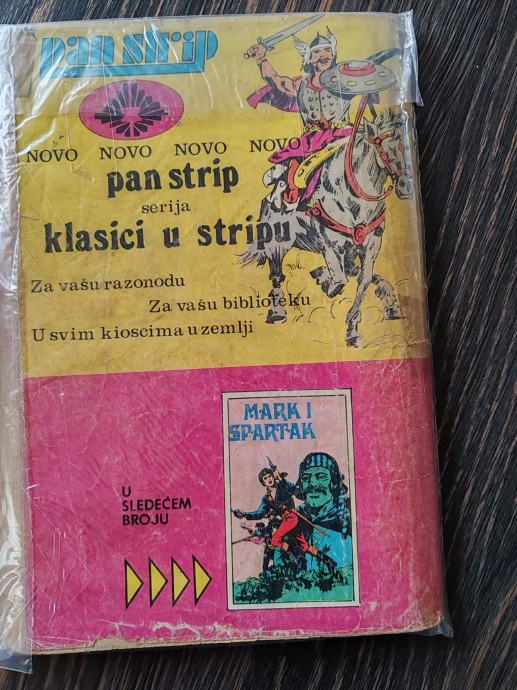 pan strip
NOVO NOVO NOVO NOVO
pan strip
serija
klasici u stripu
Za vašu razonodu
Za vašu biblioteku
U svim kioscima u zemlji
MARK I
SPARTAK
U
SLEDEĆEM
BROJU